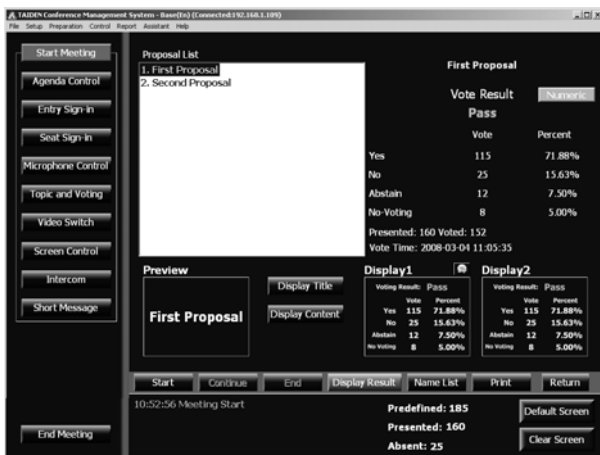 TAIDEN Conference Management System - Base(En) (Connected:192.168.1.109)
File Setup Preparation Control Report Assistant Help
Start Meeting
Agenda Control
Entry Sign-in
Seat Sign-in
Microphone Control
Topic and Voting
Video Switch
Screen Control
Intercom
Short Message
End Meeting
Proposal List
1. First Proposal
2. Second Proposal
First Proposal
Vote Result Numeric
Pass
Vote Percent
Yes 115 71.88%
No 25 15.63%
Abstain 12 7.50%
No-Voting 8 5.00%
Presented: 160 Voted: 152
Vote Time: 2008-03-04 11:05:35
Preview
First Proposal
Display Title
Display Content
Display1
Voting Result: Pass
Vote Percent
Yes 115 71.88%
No 25 15.63%
Abstain 12 7.50%
No Voting 8 5.00%
Display2
Voting Result: Pass
Vote Percent
Yes 115 71.88%
No 25 15.63%
Abstain 12 7.50%
No Voting 8 5.00%
Start Continue End Display Result Name List Print Return
10:52:56 Meeting Start
Predefined: 185
Presented: 160
Absent: 25
Default Screen
Clear Screen